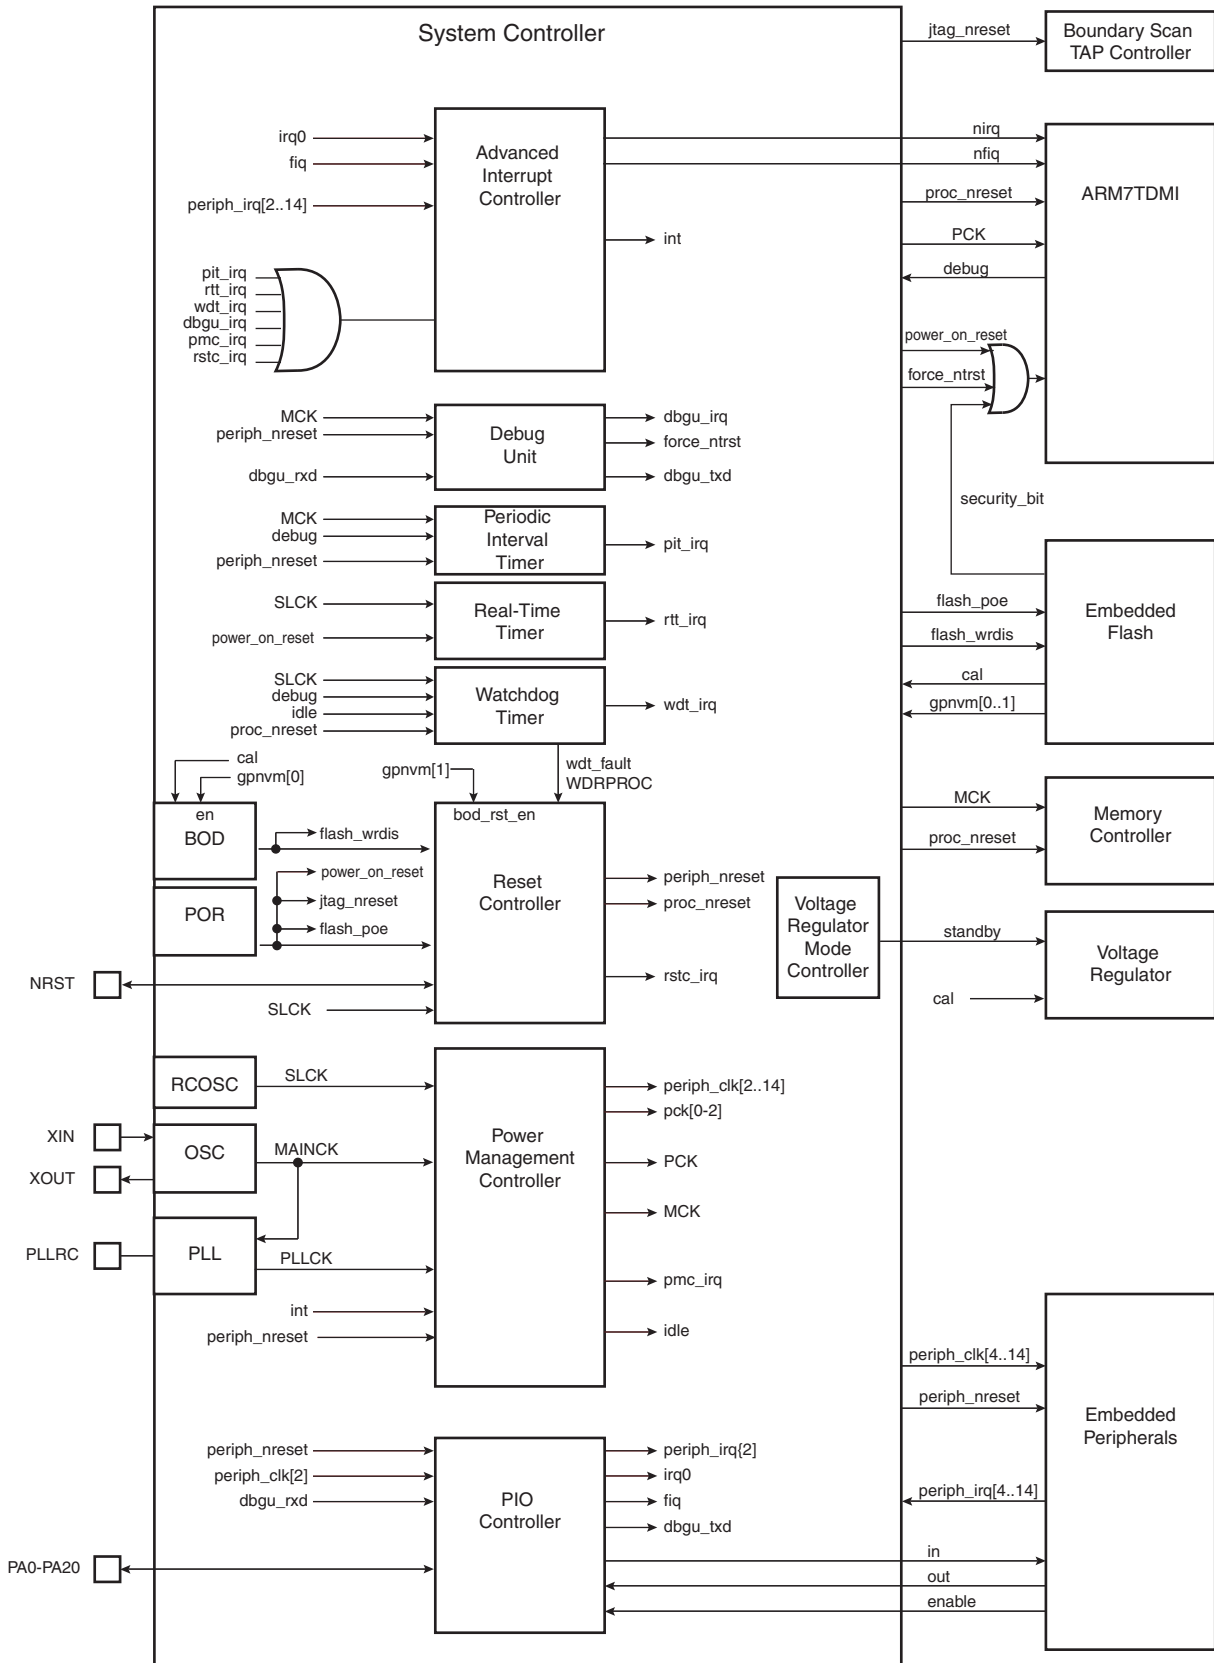 System Controller
jtag_nreset
Boundary Scan
TAP Controller
irq0
fiq
periph_irq[2..14]
Advanced
Interrupt
Controller
int
nirq
nfiq
proc_nreset
PCK
debug
ARM7TDMI
pit_irq
rtt_irq
wdt_irq
dbgu_irq
pmc_irq
rstc_irq
power_on_reset
force_ntrst
security_bit
MCK
periph_nreset
dbgu_rxd
Debug
Unit
dbgu_irq
force_ntrst
dbgu_txd
MCK
debug
periph_nreset
Periodic
Interval
Timer
pit_irq
SLCK
power_on_reset
Real-Time
Timer
rtt_irq
flash_poe
flash_wrdis
cal
gpnvm[0..1]
Embedded
Flash
SLCK
debug
idle
proc_nreset
Watchdog
Timer
wdt_irq
cal
gpnvm[0]
gpnvm[1]
wdt_fault
WDRPROC
en
BOD
flash_wrdis
bod_rst_en
Reset
Controller
POR
power_on_reset
jtag_nreset
flash_poe
periph_nreset
proc_nreset
rstc_irq
MCK
proc_nreset
Memory
Controller
Voltage
Regulator
Mode
Controller
standby
cal
Voltage
Regulator
NRST
SLCK
RCOSC
SLCK
XIN
XOUT
OSC
MAINCK
PLLRC
PLL
PLLCK
int
periph_nreset
Power
Management
Controller
periph_clk[2..14]
pck[0-2]
PCK
MCK
pmc_irq
idle
periph_clk[4..14]
periph_nreset
periph_irq[4..14]
in
out
enable
Embedded
Peripherals
periph_nreset
periph_clk[2]
dbgu_rxd
PIO
Controller
periph_irq{2]
irq0
fiq
dbgu_txd
PA0-PA20